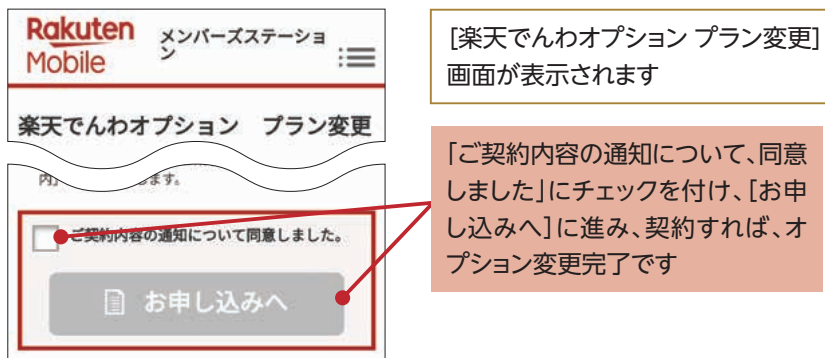 Rakuten
Mobile
メンバーズステーショ
ン
楽天でんわオプション　プラン変更
ご契約内容の通知について同意しました。
お申し込みへ
[楽天でんわオプション プラン変更]
画面が表示されます
「ご契約内容の通知について、同意
しました」にチェックを付け、[お申
し込みへ]に進み、契約すれば、オ
プション変更完了です